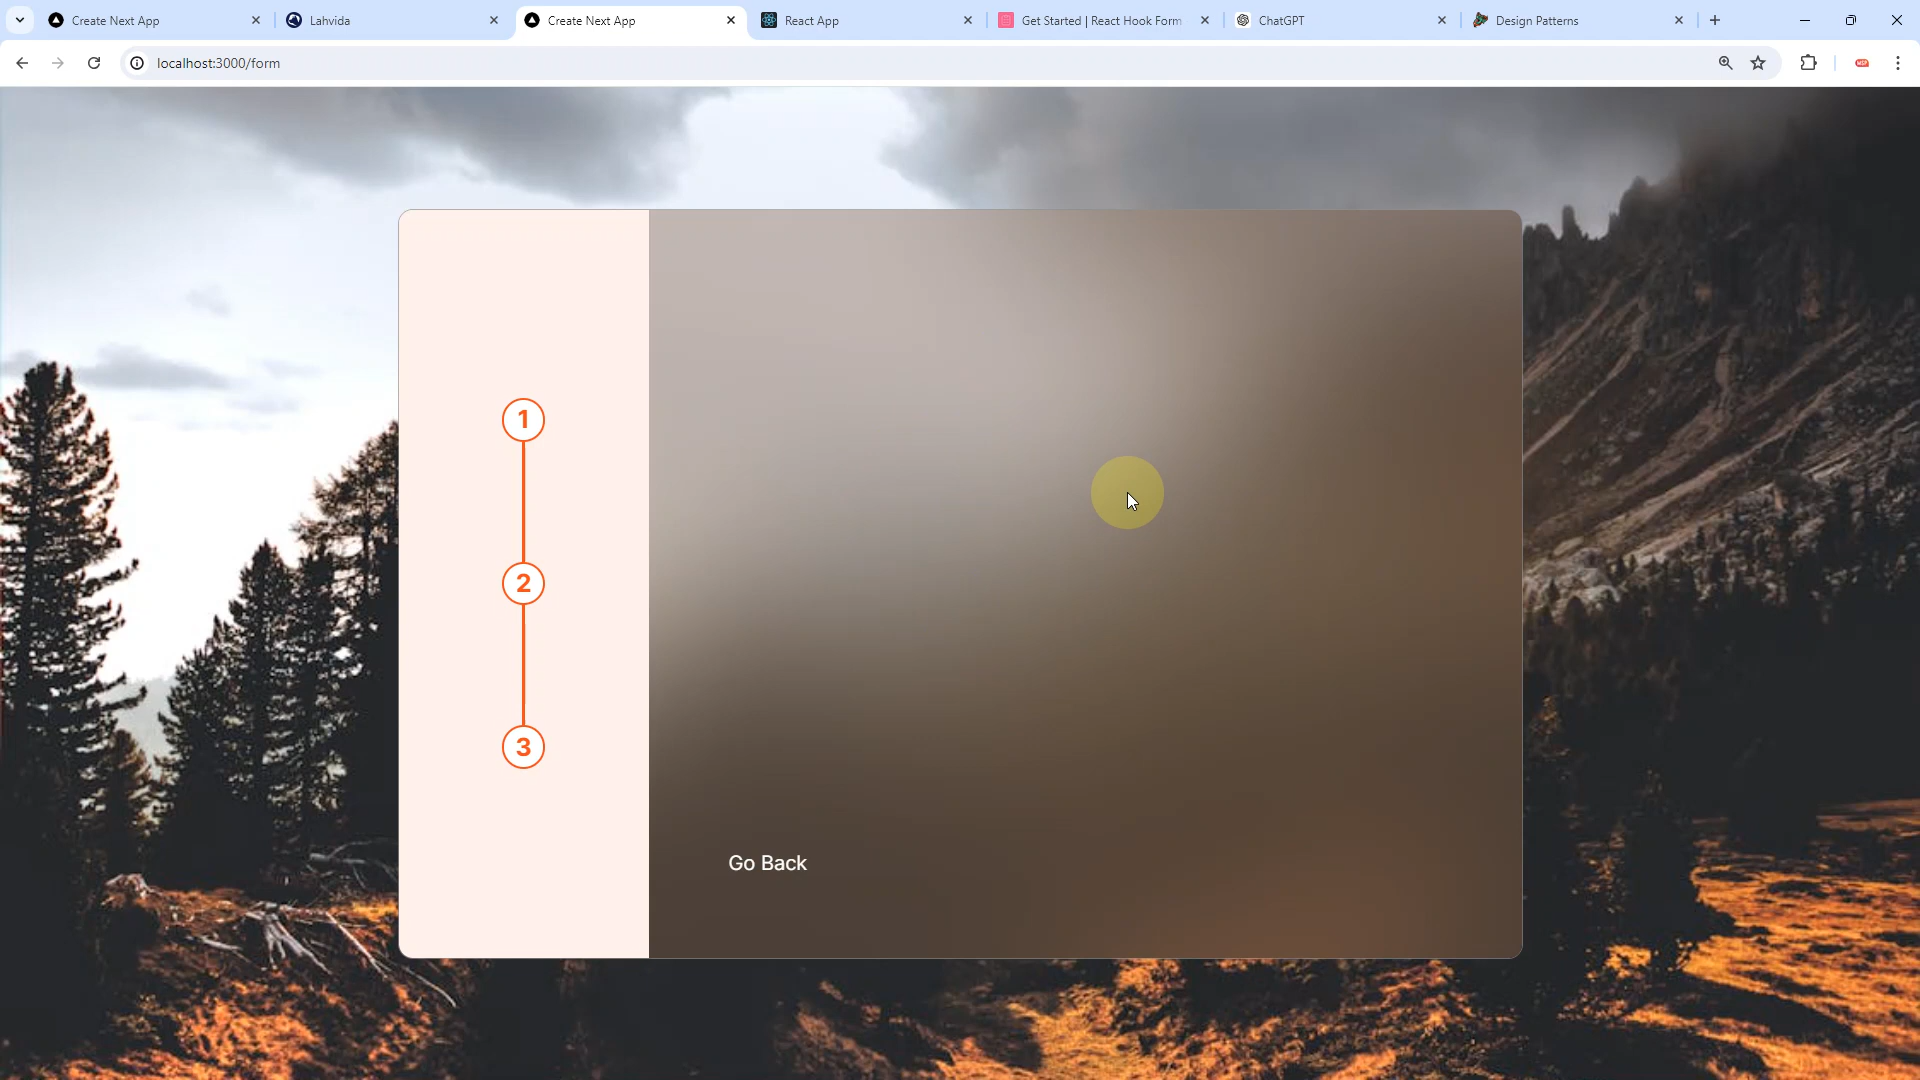 Create Next App
Lahvida
Create Next App
React App
Get Started | React Hook Form
ChatGPT
Design Patterns
localhost:3000/form
1
2
3
Go Back